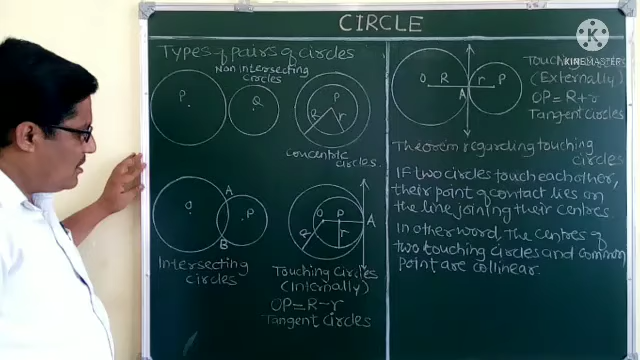 CIRCLE
KINEMASTER
Types of pairs of circles
Non intersecting
circles
P
Q
P
R
r
Concentric circles.
O
A
P
B
Intersecting
circles
O
P
A
R
r
Touching Circles
(Internally)
OP=R-r
Tangent Circles
O
R
A
r
P
Touching
(Externally)
OP=R+r
Tangent Circles
Theorem regarding touching
circles
IF two circles touch each other,
their point of contact lies on
the line joining their centres.
In other word, the centres of
two touching circles and common
point are collinear.